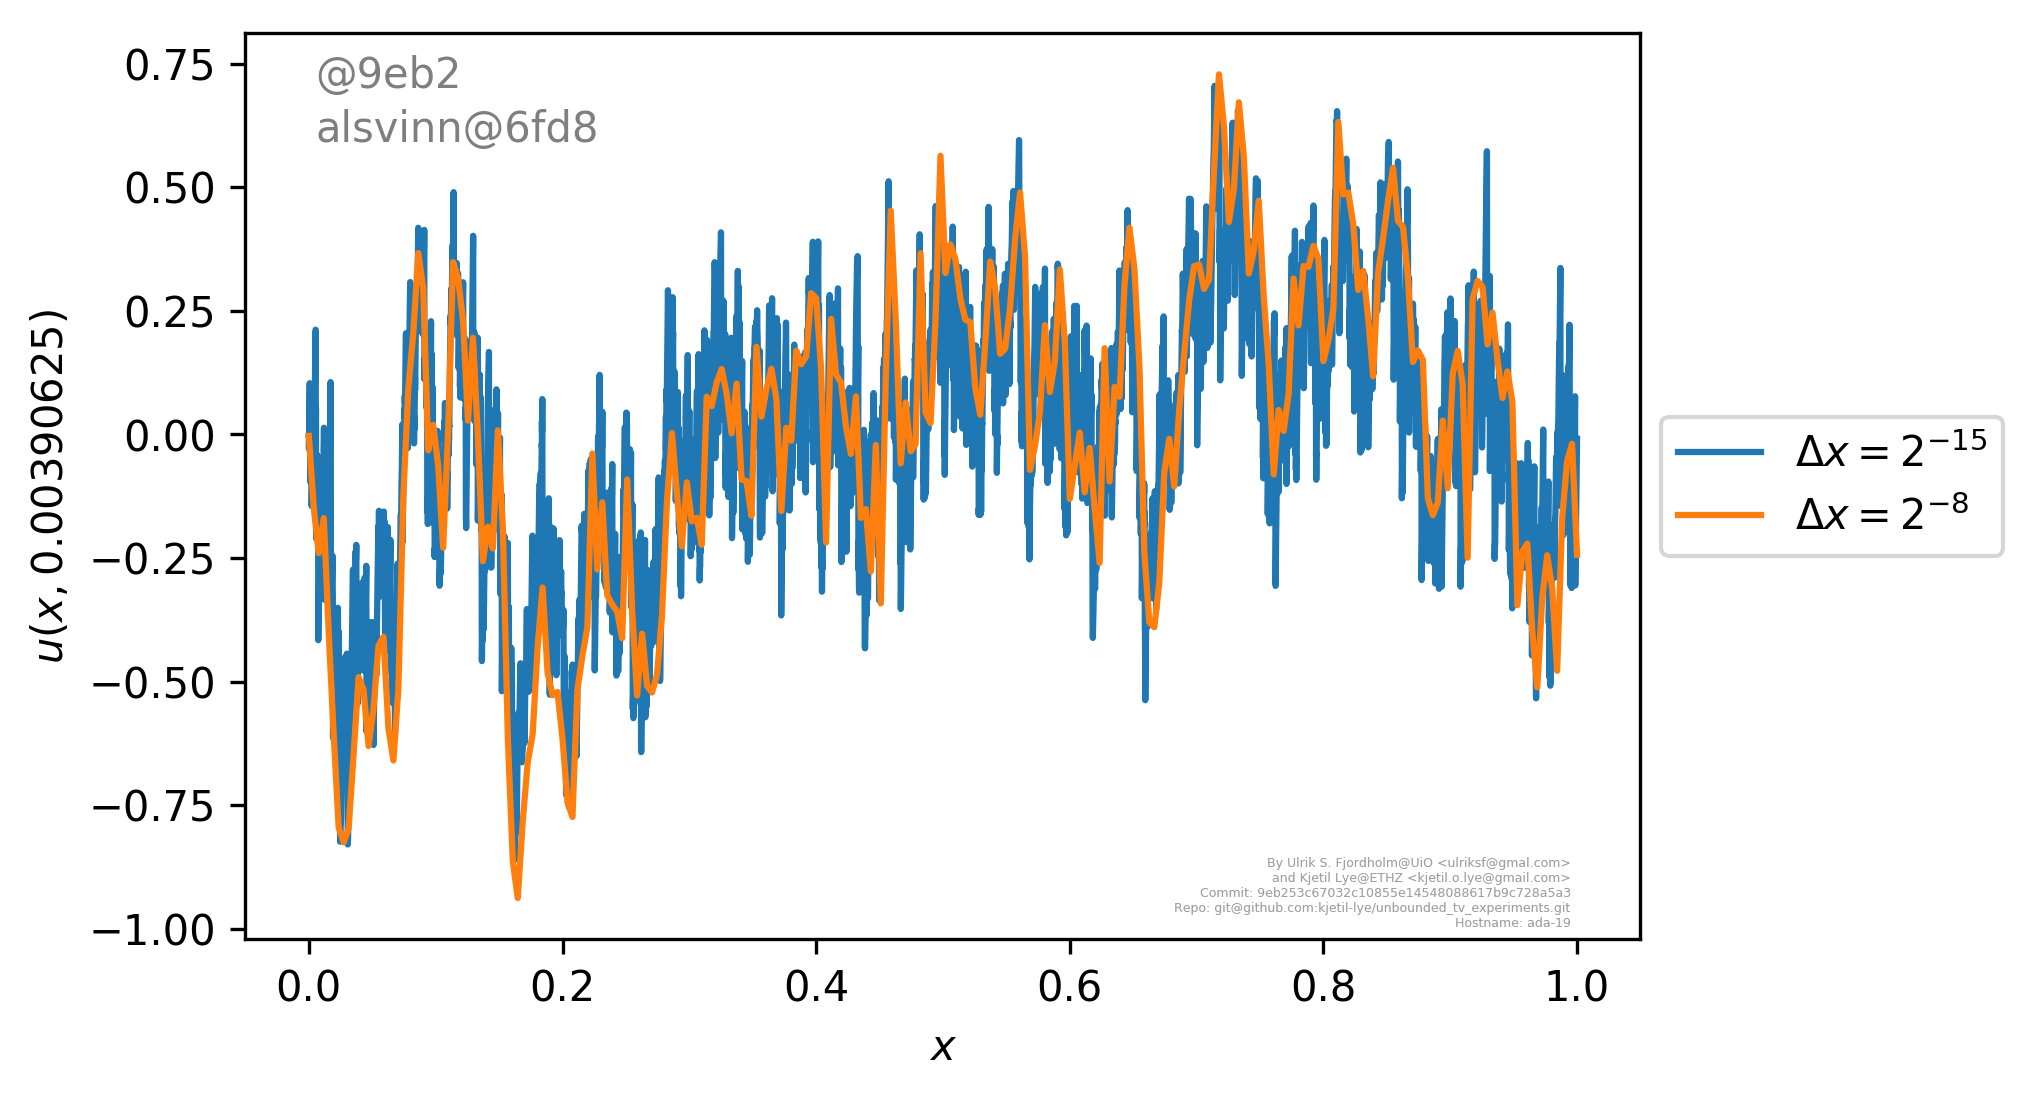 @9eb2
alsvinn@6fd8
0.75
0.50
0.25
0.00
−0.25
−0.50
−0.75
−1.00
u(x, 0.00390625)
Δx = 2⁻¹⁵
Δx = 2⁻⁸
By Ulrik S. Fjordholm@UiO <ulriksf@gmal.com>
and Kjetil Lye@ETHZ <kjetil.o.lye@gmail.com>
Commit: 9eb253c67032c10855e14548088617b9c728a5a3
Repo: git@github.com:kjetil-lye/unbounded_tv_experiments.git
Hostname: ada-19
0.0 0.2 0.4 0.6 0.8 1.0
x